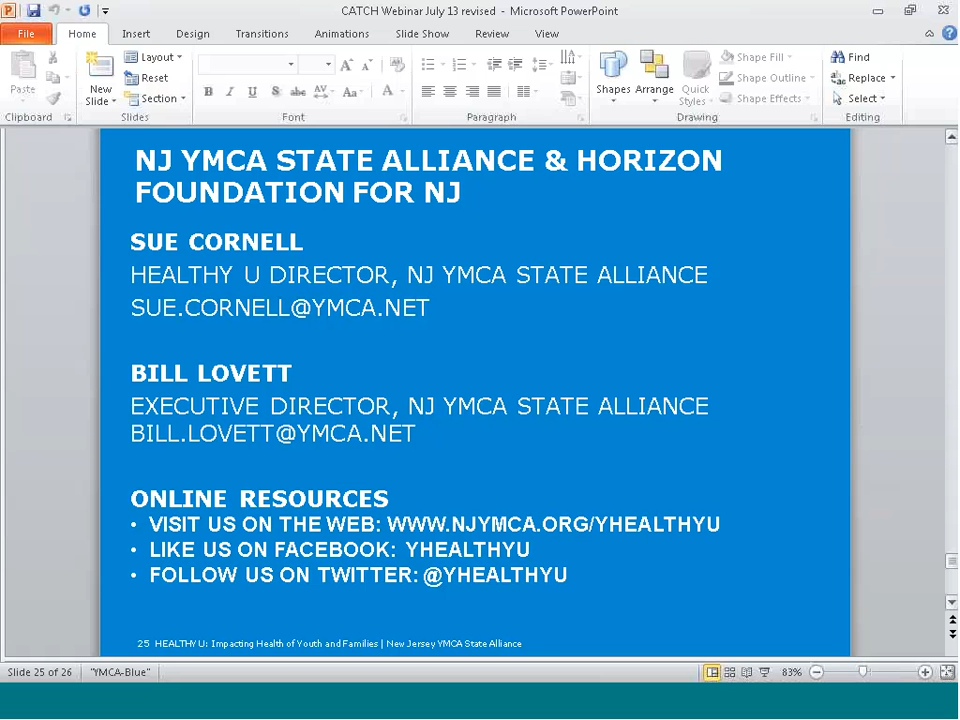 CATCH Webinar July 13 revised - Microsoft PowerPoint
File Home Insert Design Transitions Animations Slide Show Review View
Paste
New Slide
Layout
Reset
Section
B I U S abc AV Aa A
Shapes Arrange Quick Styles
Shape Fill
Shape Outline
Shape Effects
Find
Replace
Select
Clipboard Slides Font Paragraph Drawing Editing
NJ YMCA STATE ALLIANCE & HORIZON
FOUNDATION FOR NJ
SUE CORNELL
HEALTHY U DIRECTOR, NJ YMCA STATE ALLIANCE
SUE.CORNELL@YMCA.NET
BILL LOVETT
EXECUTIVE DIRECTOR, NJ YMCA STATE ALLIANCE
BILL.LOVETT@YMCA.NET
ONLINE RESOURCES
• VISIT US ON THE WEB: WWW.NJYMCA.ORG/YHEALTHYU
• LIKE US ON FACEBOOK: YHEALTHYU
• FOLLOW US ON TWITTER: @YHEALTHYU
25 HEALTHY U: Impacting Health of Youth and Families | New Jersey YMCA State Alliance
Slide 25 of 26 "YMCA-Blue" 83%